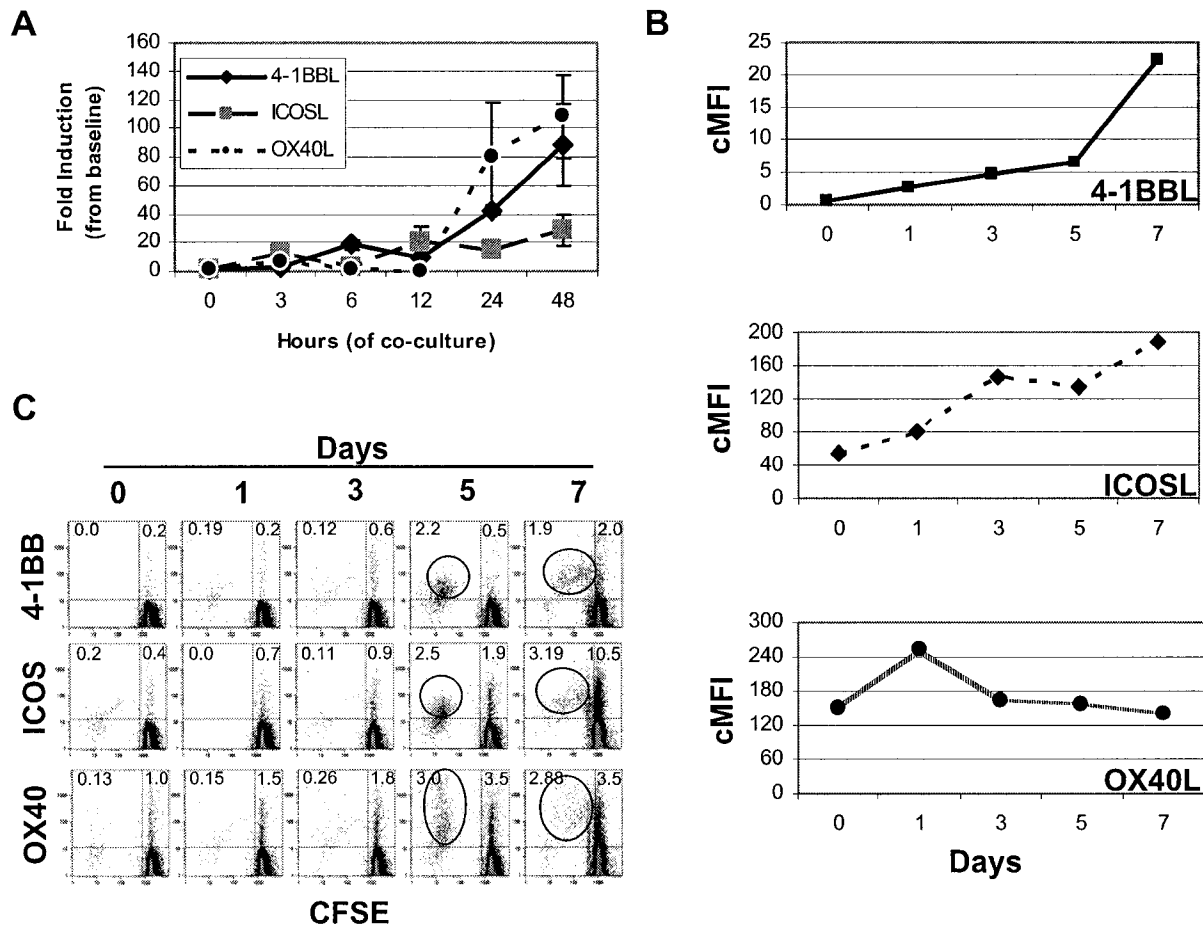 A
160
140
120
100
80
60
40
20
0
Fold Induction
(from baseline)
4-1BBL
ICOSL
OX40L
0 3 6 12 24 48
Hours (of co-culture)
B
25
20
15
10
5
0
cMFI
4-1BBL
0 1 3 5 7
200
160
120
80
40
0
cMFI
ICOSL
0 1 3 5 7
300
240
180
120
60
0
cMFI
OX40L
0 1 3 5 7
Days
C
Days
0 1 3 5 7
4-1BB
0.0 0.2 0.19 0.2 0.12 0.6 2.2 0.5 1.9 2.0
ICOS
0.2 0.4 0.0 0.7 0.11 0.9 2.5 1.9 3.19 10.5
OX40
0.13 1.0 0.15 1.5 0.26 1.8 3.0 3.5 2.88 3.5
CFSE